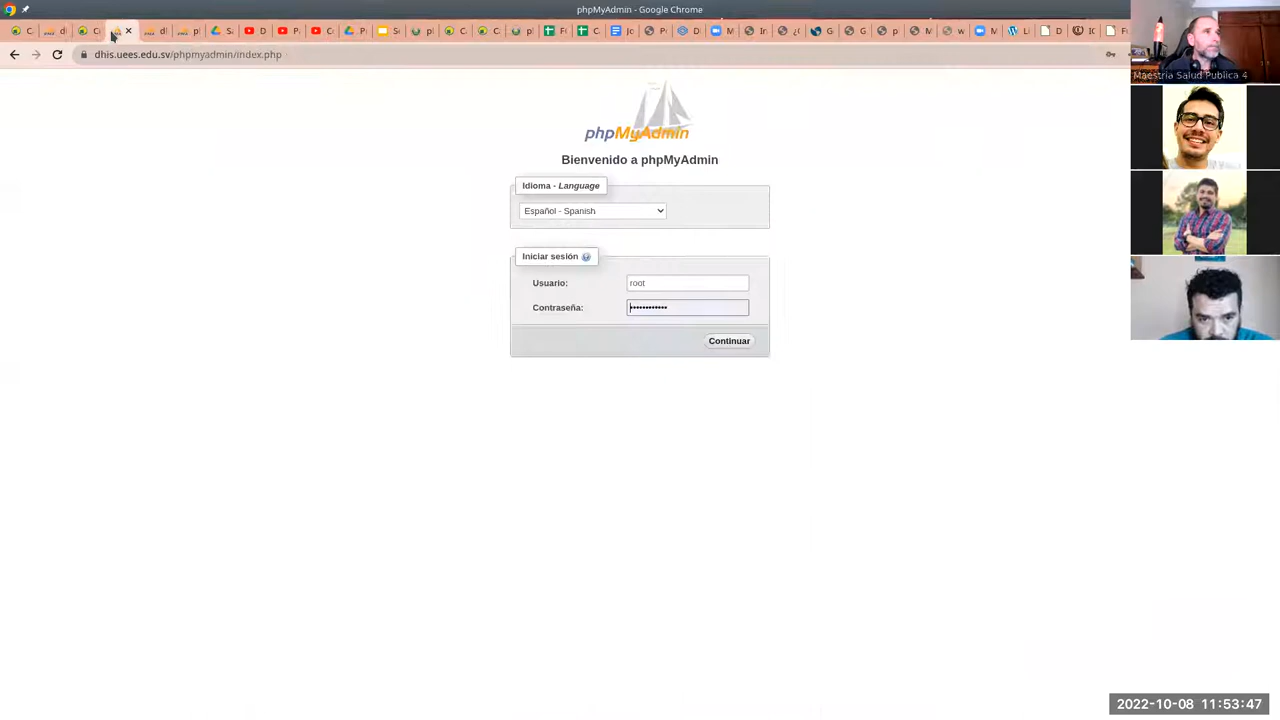 phpMyAdmin - Google Chrome
dhis.uees.edu.sv/phpmyadmin/index.php
phpMyAdmin
Bienvenido a phpMyAdmin
Idioma - Language
Español - Spanish
Iniciar sesión
Usuario:
root
Contraseña:
••••••••••••
Continuar
Maestria Salud Publica 4
2022-10-08 11:53:47